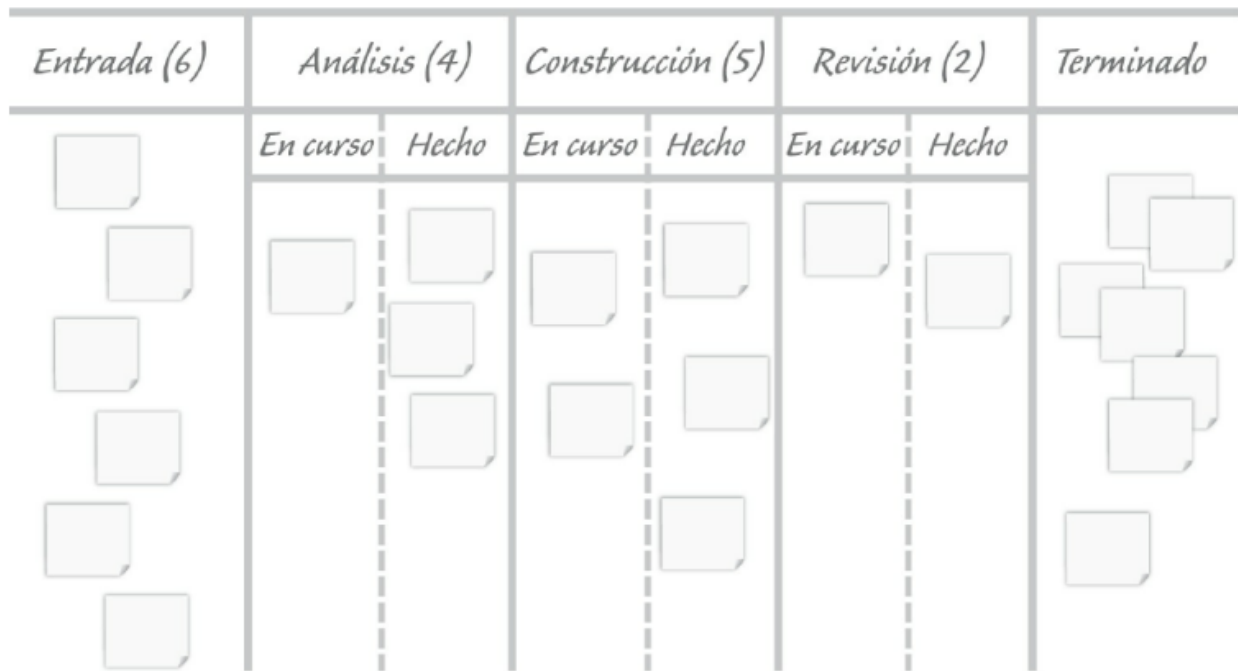 Entrada (6) Análisis (4) Construcción (5) Revisión (2) Terminado
En curso Hecho En curso Hecho En curso Hecho